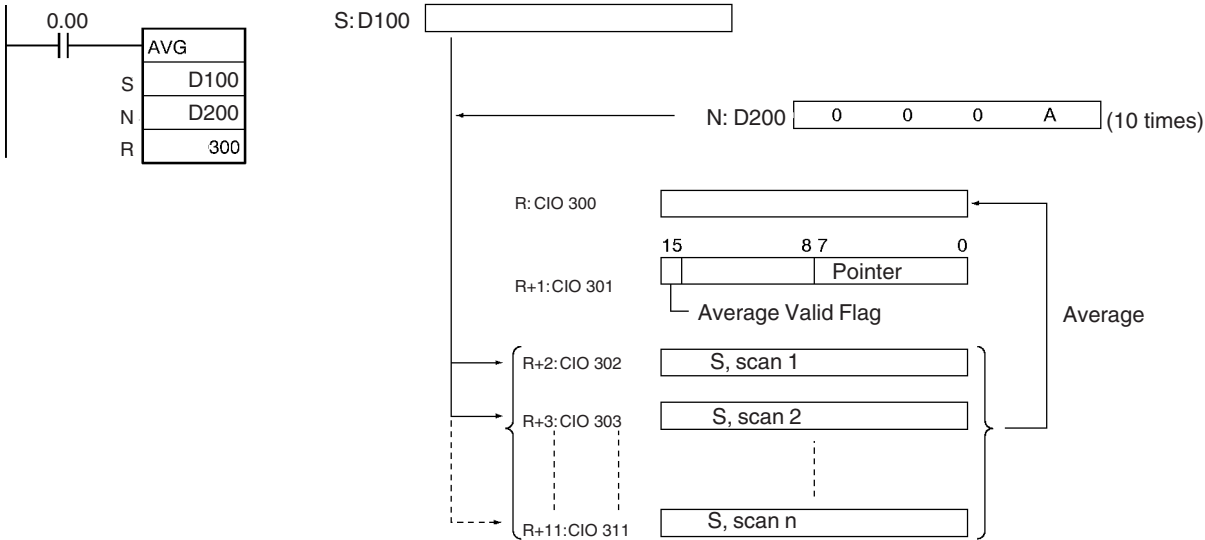 0.00
AVG
S D100
N D200
R 300
S: D100
N: D200 0 0 0 A (10 times)
R: CIO 300
15 8 7 0
R+1: CIO 301 Pointer
Average Valid Flag
Average
R+2: CIO 302 S, scan 1
R+3: CIO 303 S, scan 2
R+11: CIO 311 S, scan n